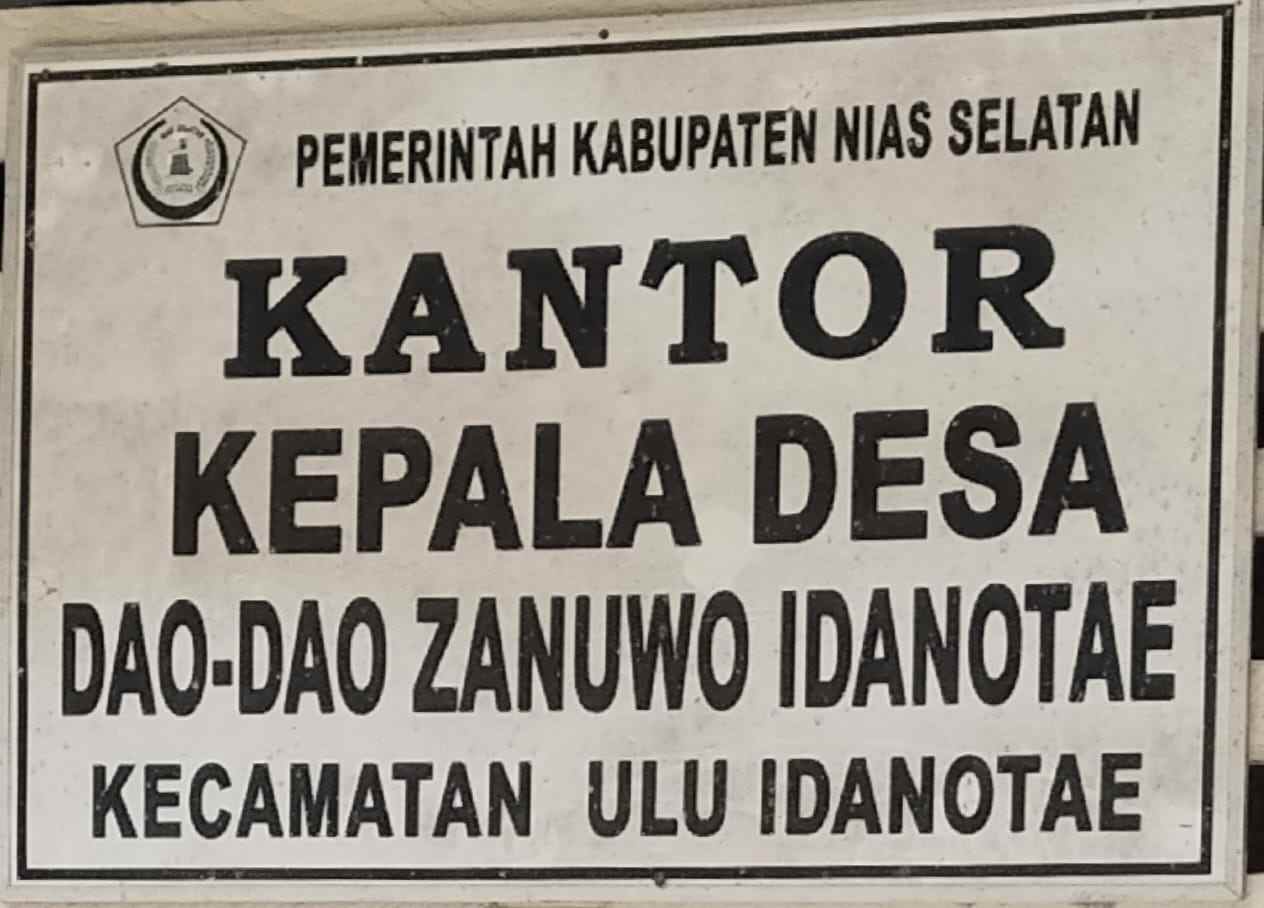 PEMERINTAH KABUPATEN NIAS SELATAN
KANTOR
KEPALA DESA
DAO-DAO ZANUWO IDANOTAE
KECAMATAN ULU IDANOTAE